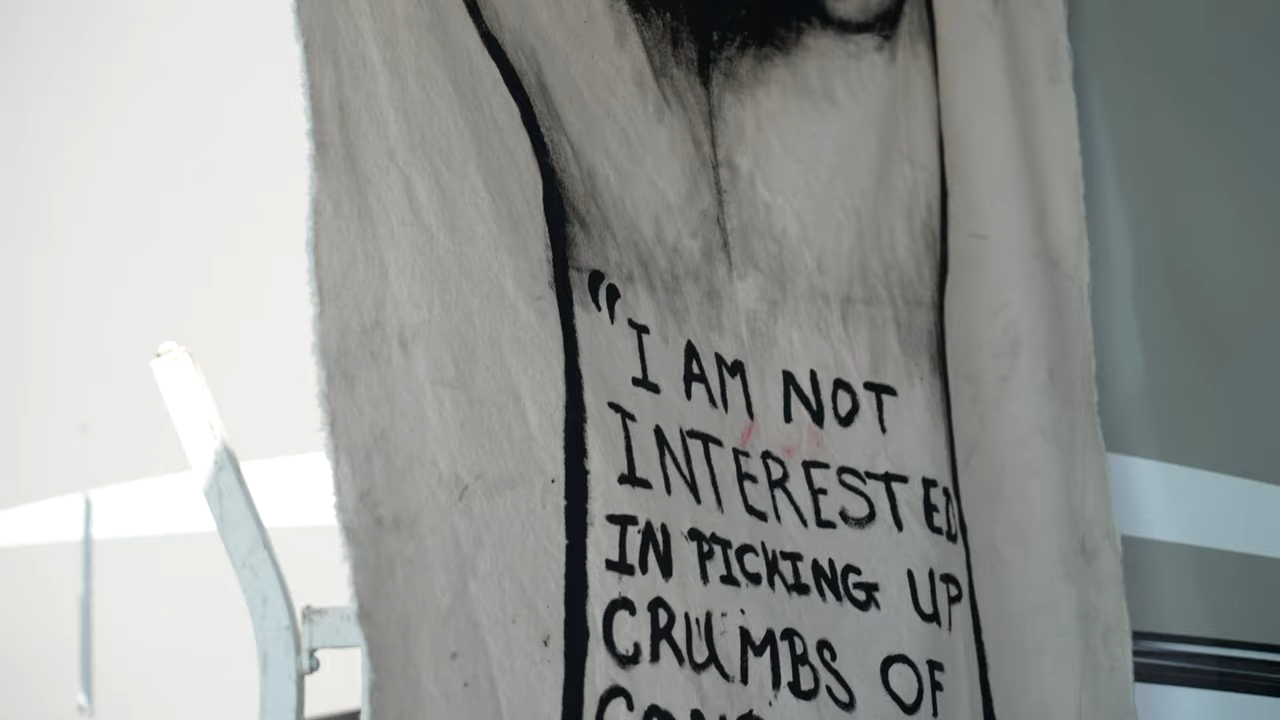 “I AM NOT
INTERESTED
IN PICKING UP
CRUMBS OF